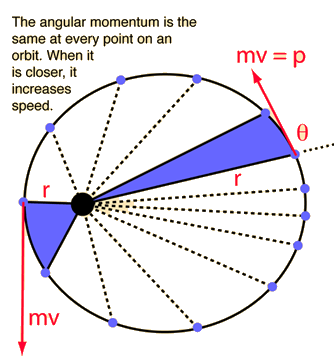 The angular momentum is the
same at every point on an
orbit. When it
is closer, it
increases
speed.
mv = p
θ
r
r
mv